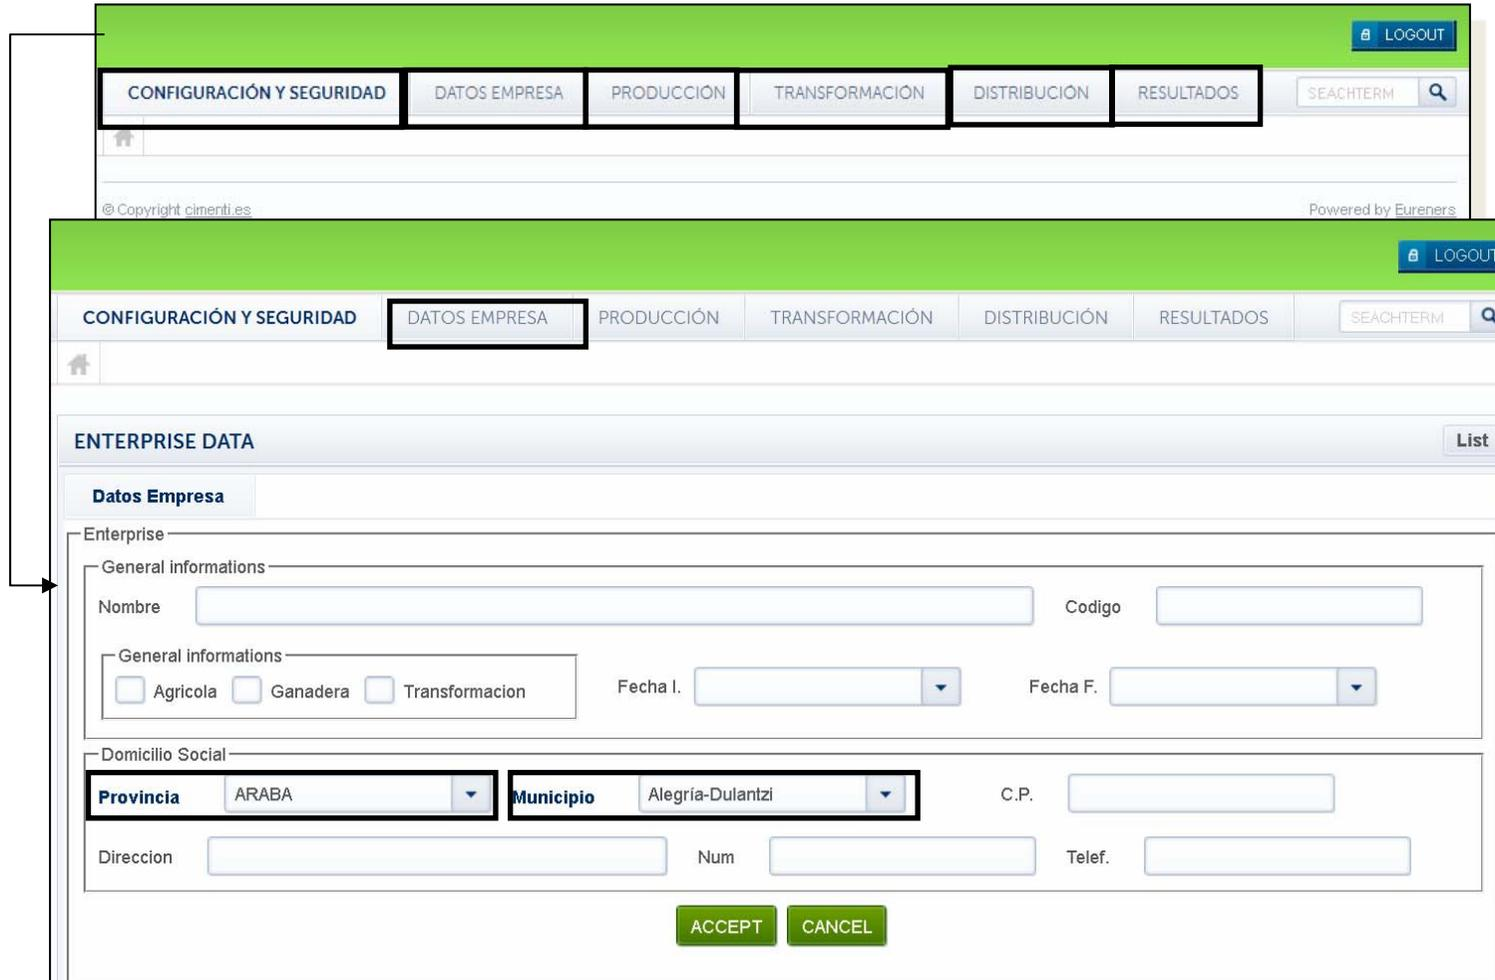 LOGOUT
CONFIGURACIÓN Y SEGURIDAD DATOS EMPRESA PRODUCCIÓN TRANSFORMACIÓN DISTRIBUCIÓN RESULTADOS SEACHTERM
© Copyright cimenti.es Powered by Eureners
LOGOUT
CONFIGURACIÓN Y SEGURIDAD DATOS EMPRESA PRODUCCIÓN TRANSFORMACIÓN DISTRIBUCIÓN RESULTADOS SEACHTERM
ENTERPRISE DATA List
Datos Empresa
Enterprise
General informations
Nombre Codigo
General informations
Agricola Ganadera Transformacion Fecha I. Fecha F.
Domicilio Social
Provincia ARABA Municipio Alegría-Dulantzi C.P.
Direccion Num Telef.
ACCEPT CANCEL